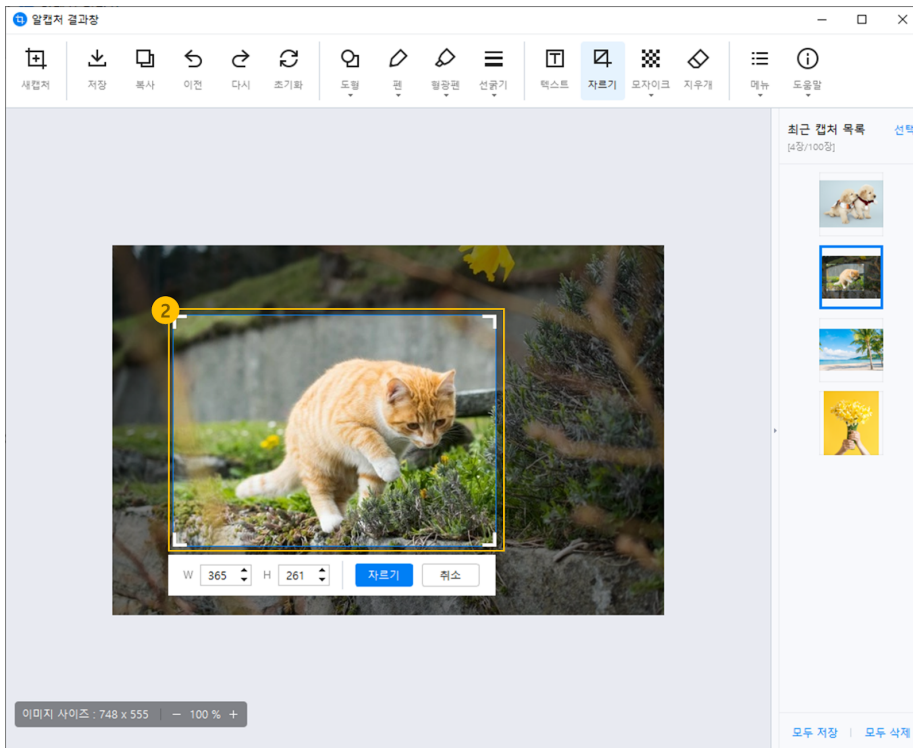 알캡처 결과창
새캡처 저장 복사 이전 다시 초기화 도형 펜 형광펜 선굵기 텍스트 자르기 모자이크 지우개 메뉴 도움말
최근 캡처 목록 선택
[4장/100장]
2
W 365 H 261 자르기 취소
이미지 사이즈 : 748 x 555 − 100 % +
모두 저장 | 모두 삭제